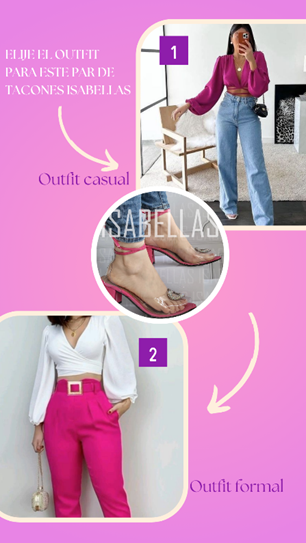 ELIJE EL OUTFIT
PARA ESTE PAR DE
TACONES ISABELLAS
1
Outfit casual
ISABELLAS
2
Outfit formal